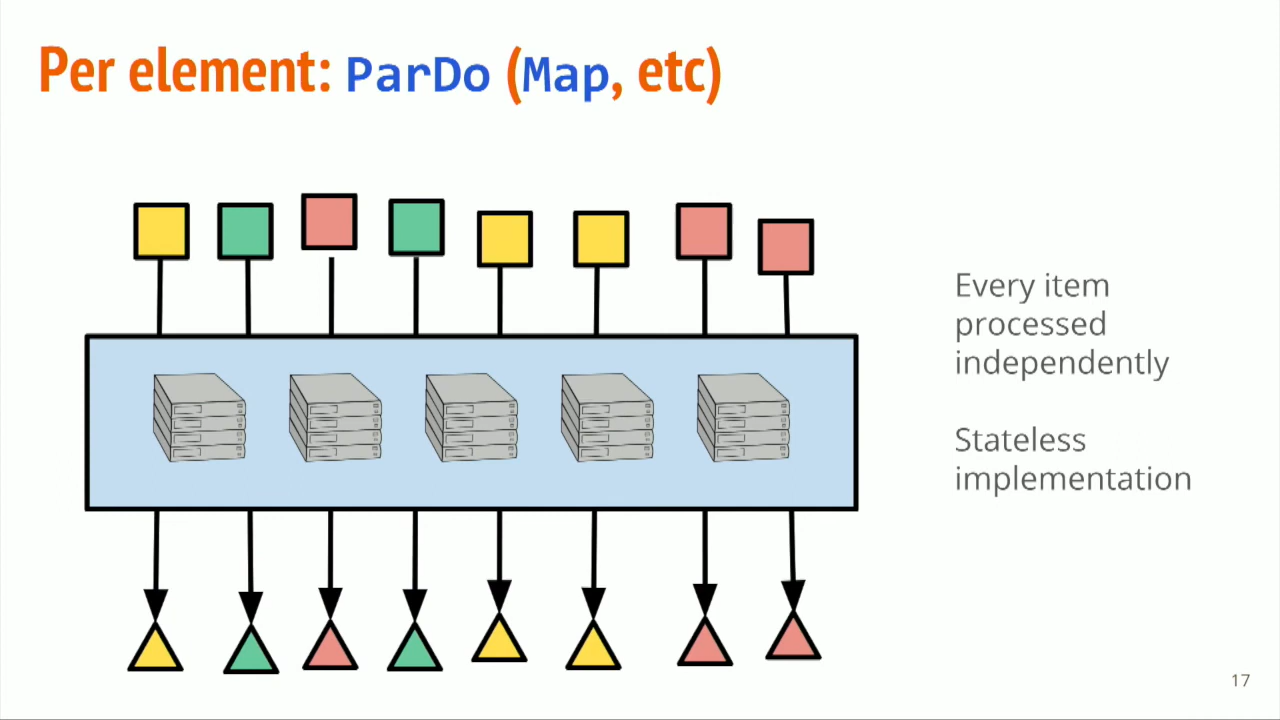 Per element: ParDo (Map, etc)
Every item
processed
independently
Stateless
implementation
17